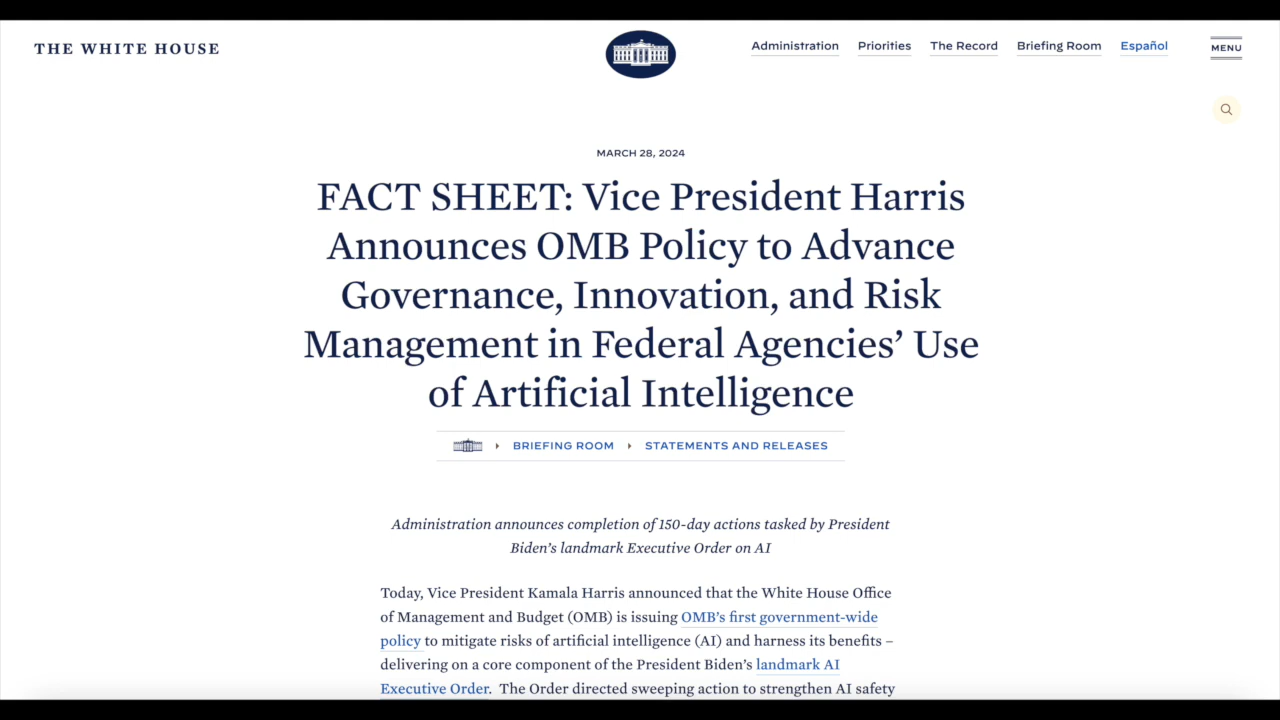 THE WHITE HOUSE
Administration Priorities The Record Briefing Room Español MENU
MARCH 28, 2024
FACT SHEET: Vice President Harris
Announces OMB Policy to Advance
Governance, Innovation, and Risk
Management in Federal Agencies’ Use
of Artificial Intelligence
BRIEFING ROOM STATEMENTS AND RELEASES
Administration announces completion of 150-day actions tasked by President
Biden’s landmark Executive Order on AI
Today, Vice President Kamala Harris announced that the White House Office
of Management and Budget (OMB) is issuing OMB’s first government-wide
policy to mitigate risks of artificial intelligence (AI) and harness its benefits –
delivering on a core component of the President Biden’s landmark AI
Executive Order. The Order directed sweeping action to strengthen AI safety